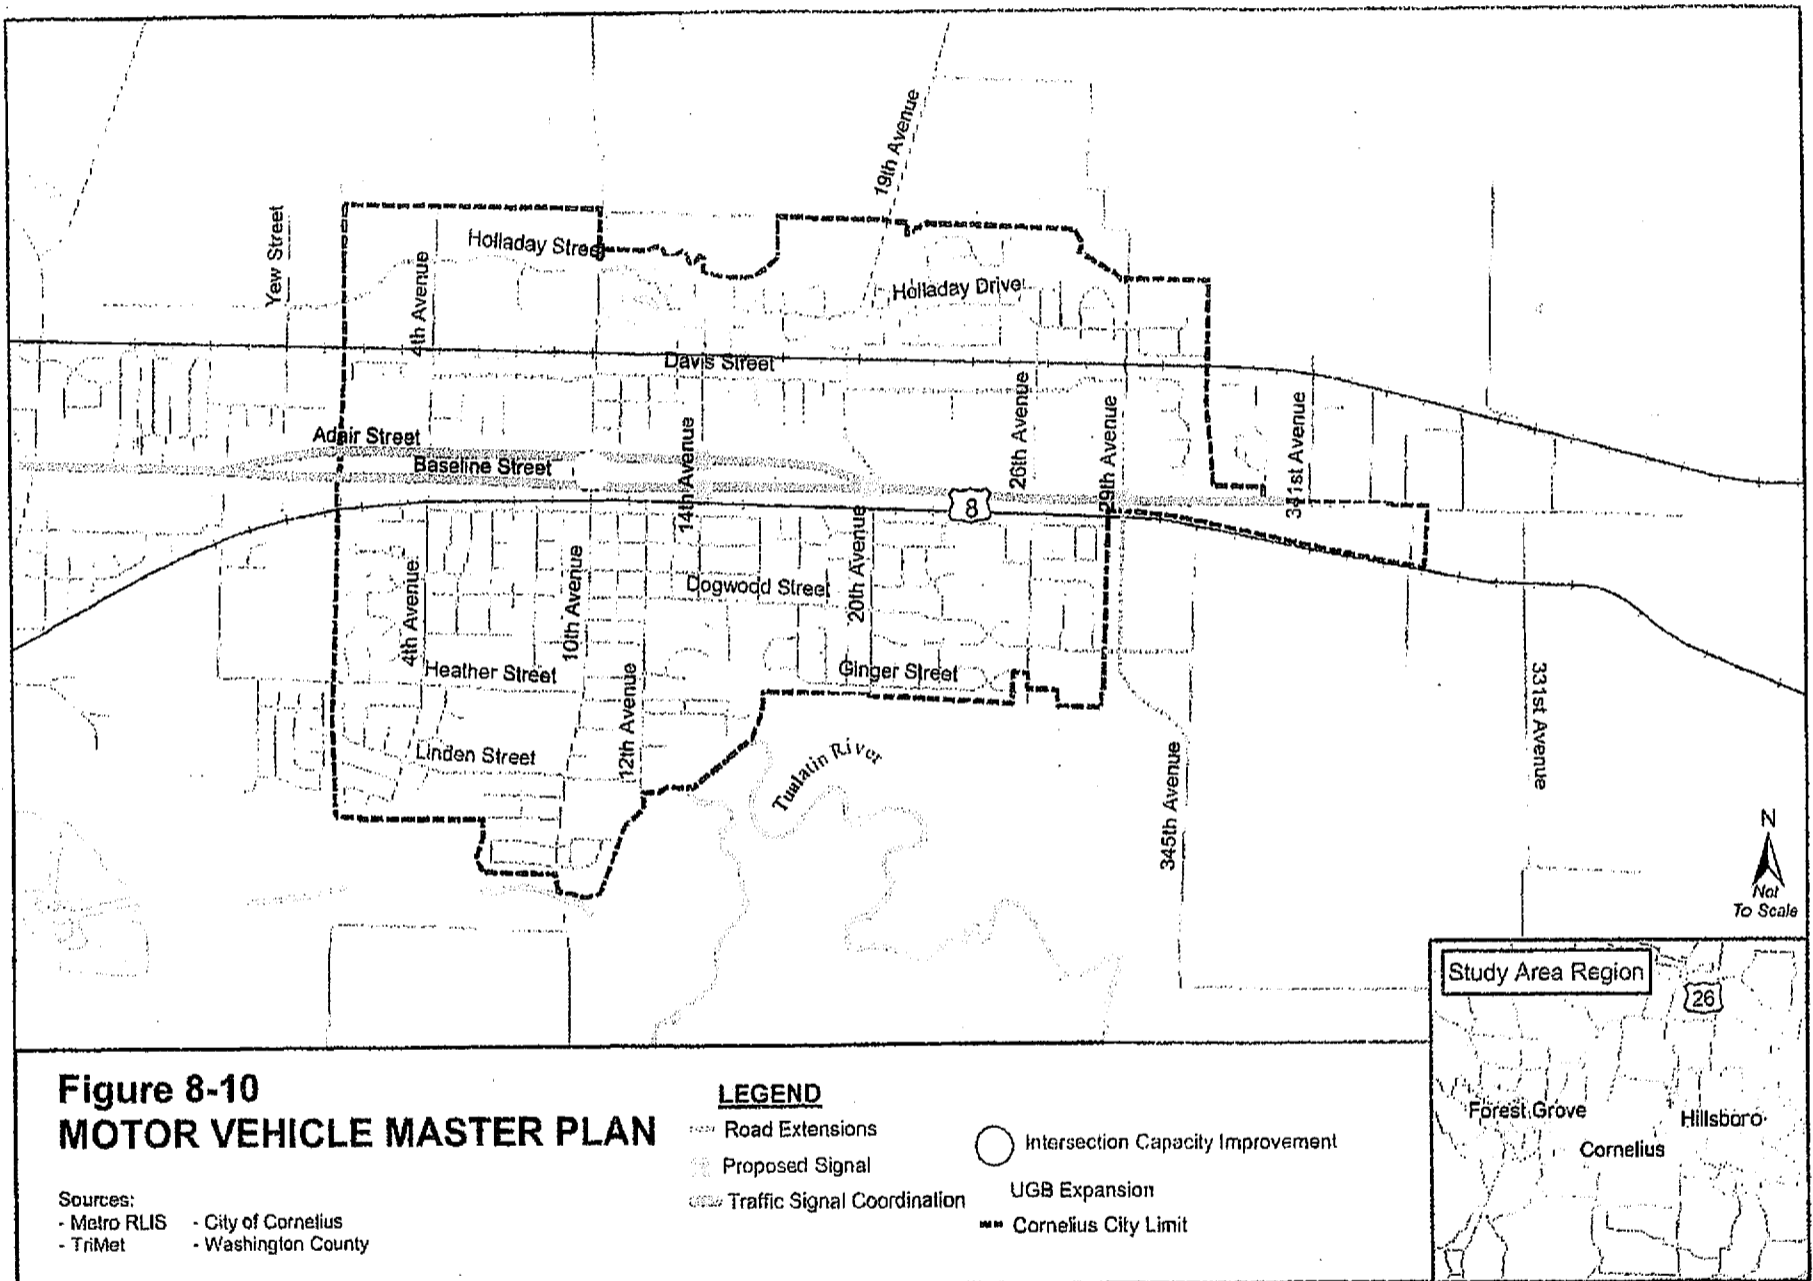 19th Avenue
Yew Street
Holladay Street
4th Avenue
Holladay Drive
Davis Street
Adair Street
Baseline Street
14th Avenue
26th Avenue
29th Avenue
341st Avenue
8
4th Avenue
10th Avenue
Dogwood Street
20th Avenue
Heather Street
Ginger Street
12th Avenue
Linden Street
Tualatin River
345th Avenue
331st Avenue
N
Not
To Scale
Study Area Region
26
Forest Grove
Hillsboro
Cornelius
Figure 8-10
MOTOR VEHICLE MASTER PLAN
Sources:
- Metro RLIS - City of Cornelius
- TriMet - Washington County
LEGEND
Road Extensions
Proposed Signal
Traffic Signal Coordination
Intersection Capacity Improvement
UGB Expansion
Cornelius City Limit